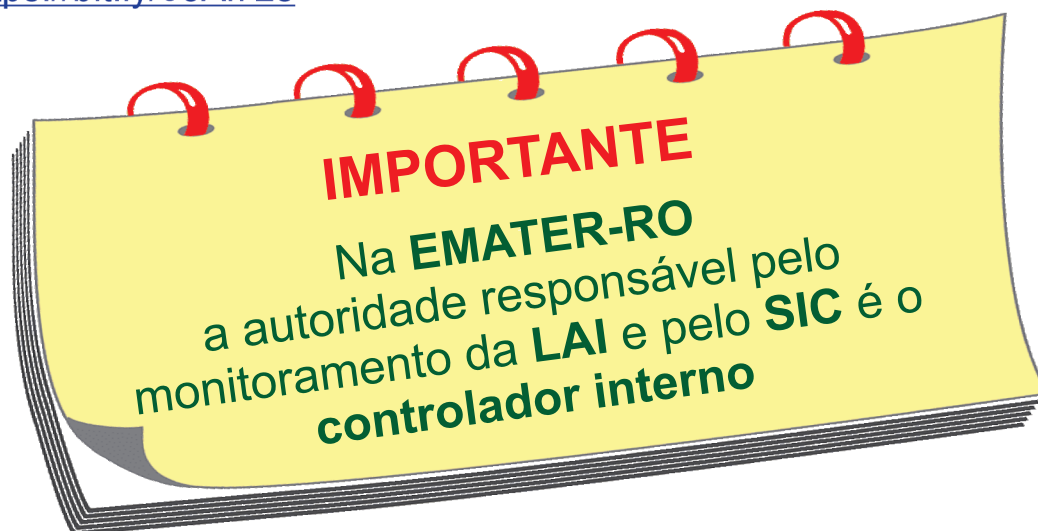 IMPORTANTE
Na EMATER-RO
a autoridade responsável pelo
monitoramento da LAI e pelo SIC é o
controlador interno